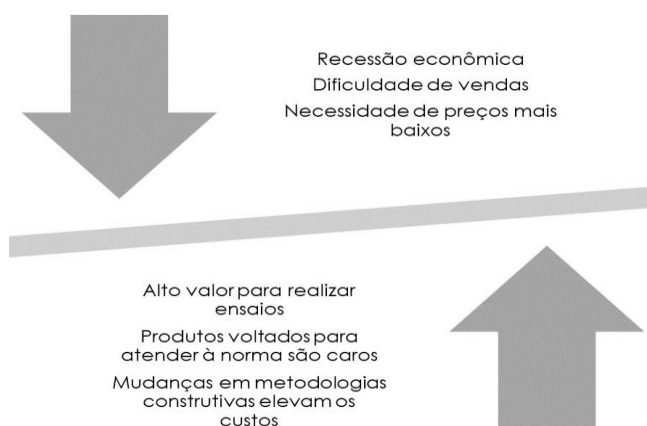 Recessão econômica
Dificuldade de vendas
Necessidade de preços mais
baixos
Alto valor para realizar
ensaios
Produtos voltados para
atender à norma são caros
Mudanças em metodologias
construtivas elevam os
custos